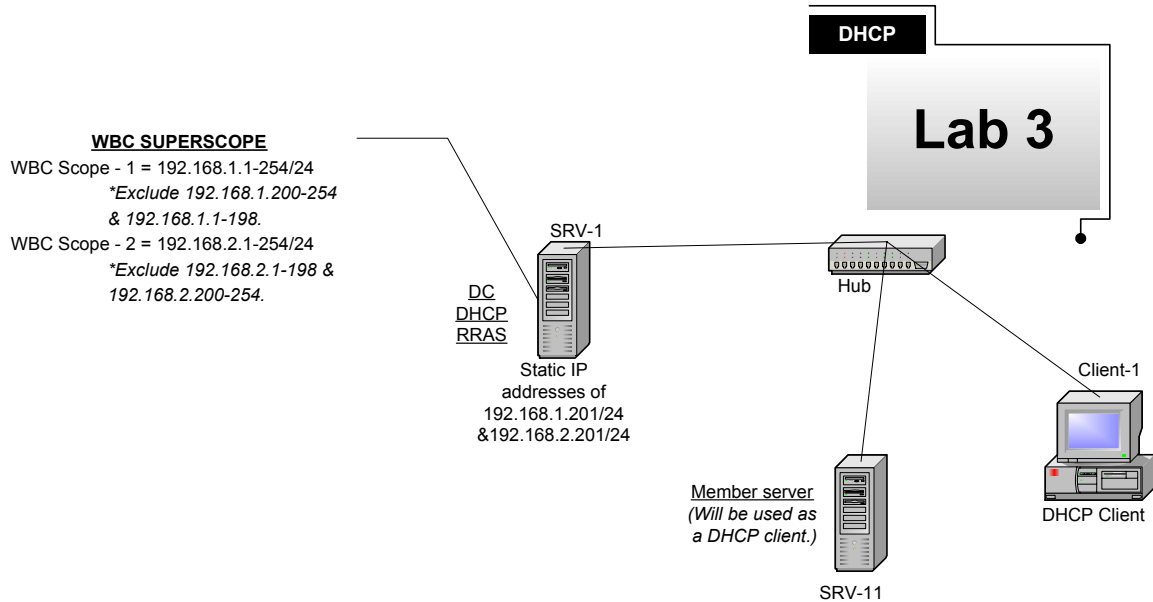 DHCP
Lab 3
WBC SUPERSCOPE
WBC Scope - 1 = 192.168.1.1-254/24
*Exclude 192.168.1.200-254
& 192.168.1.1-198.
WBC Scope - 2 = 192.168.2.1-254/24
*Exclude 192.168.2.1-198 &
192.168.2.200-254.
SRV-1
DC
DHCP
RRAS
Static IP
addresses of
192.168.1.201/24
&192.168.2.201/24
Hub
Client-1
DHCP Client
Member server
(Will be used as
a DHCP client.)
SRV-11